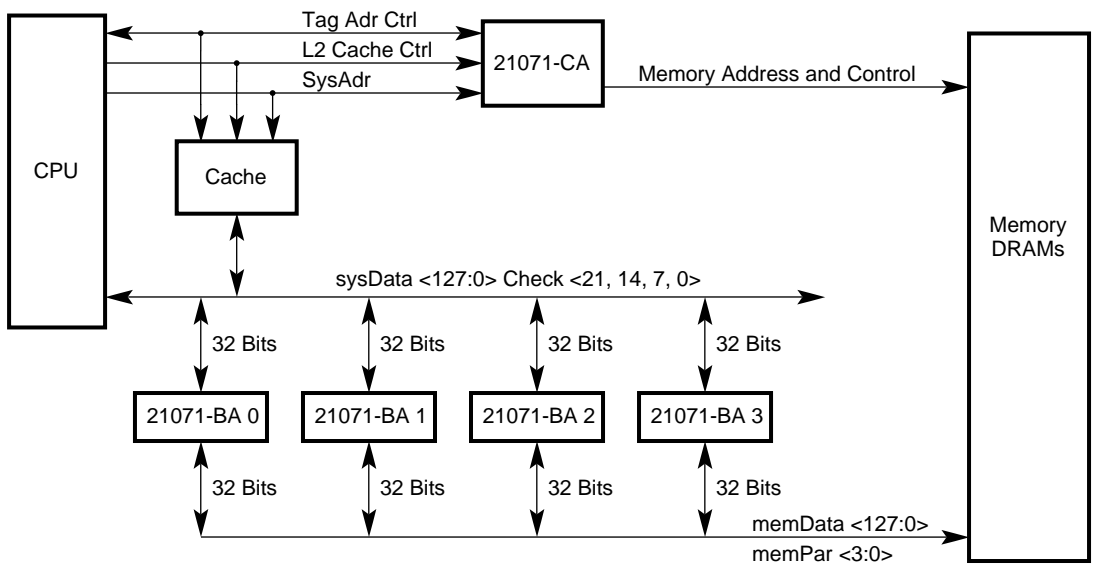 Tag Adr Ctrl
L2 Cache Ctrl
SysAdr
21071-CA
Memory Address and Control
CPU
Cache
Memory
DRAMs
sysData <127:0> Check <21, 14, 7, 0>
32 Bits
32 Bits
32 Bits
32 Bits
21071-BA 0
21071-BA 1
21071-BA 2
21071-BA 3
32 Bits
32 Bits
32 Bits
32 Bits
memData <127:0>
memPar <3:0>